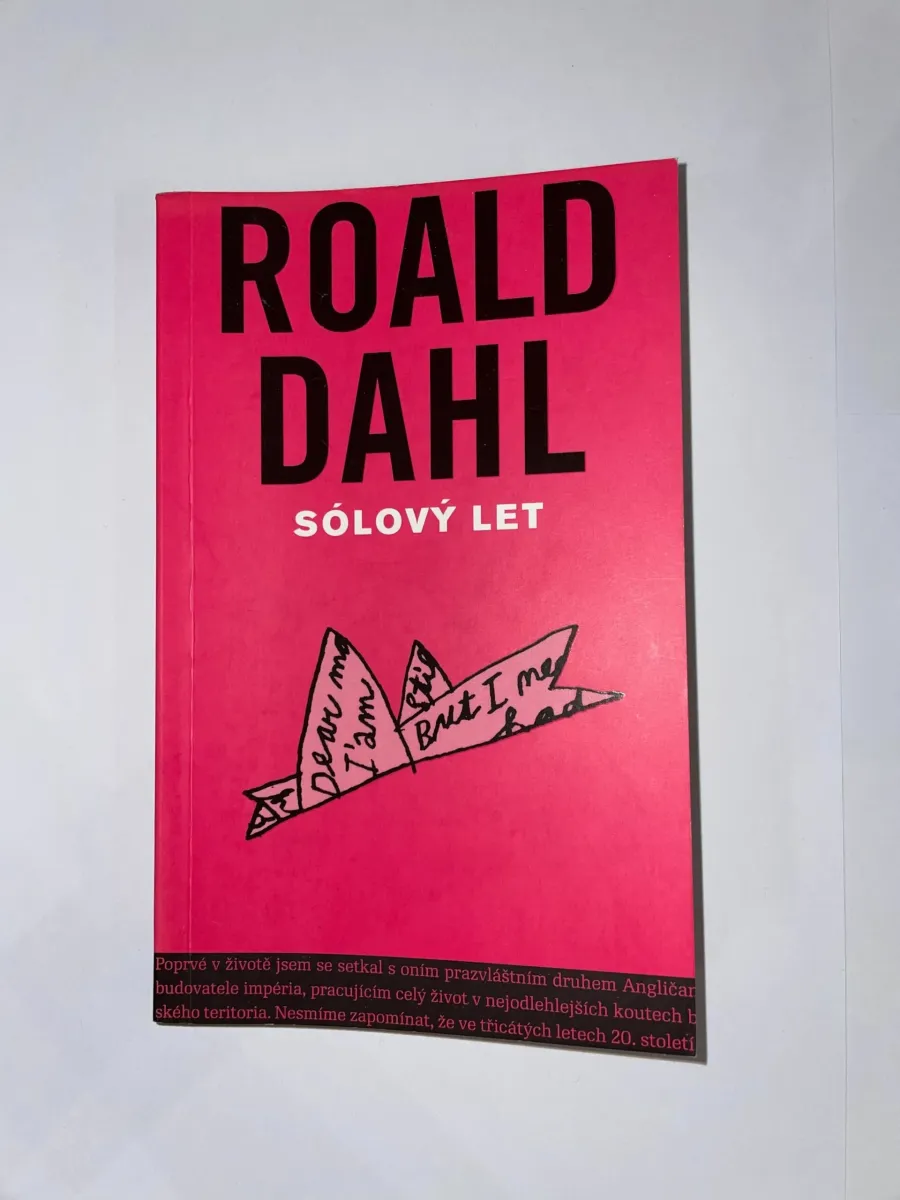 ROALD
DAHL
SÓLOVÝ LET
Dear
I'am
But I
Poprvé v životě jsem se setkal s oním prazvláštním druhem Angličan
budovatele impéria, pracujícím celý život v nejodlehlejších koutech b
ského teritoria. Nesmíme zapomínat, že ve třicátých letech 20. století